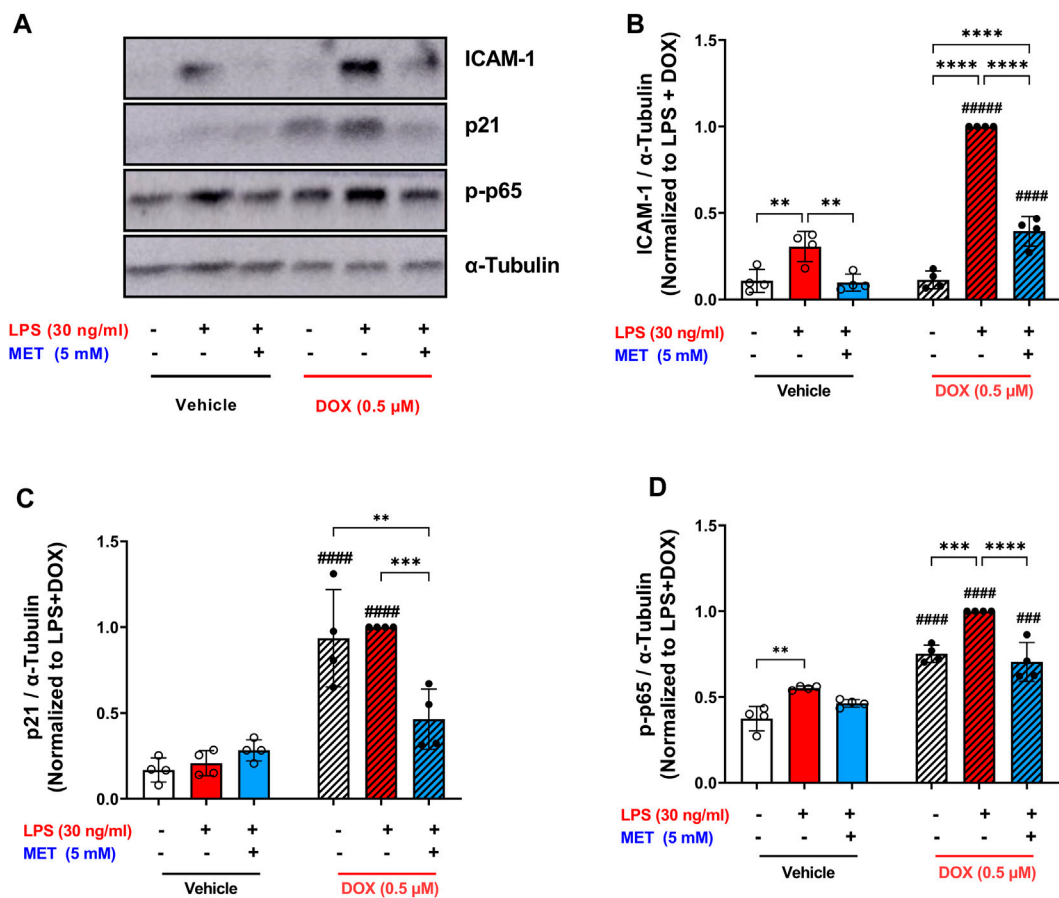 A
ICAM-1
p21
p-p65
α-Tubulin
- + + - + +
LPS (30 ng/ml)
MET (5 mM)
- - + - - +
Vehicle
DOX (0.5 μM)
B
ICAM-1 / α-Tubulin
(Normalized to LPS + DOX)
1.5
1.0
0.5
0.0
** **
****
**** ****
#####
####
LPS (30 ng/ml) - + + - + +
MET (5 mM) - - + - - +
Vehicle
DOX (0.5 μM)
C
p21 / α-Tubulin
(Normalized to LPS+DOX)
1.5
1.0
0.5
0.0
**
***
####
####
LPS (30 ng/ml) - + + - + +
MET (5 mM) - - + - - +
Vehicle
DOX (0.5 μM)
D
p-p65 / α-Tubulin
(Normalized to LPS+DOX)
1.5
1.0
0.5
0.0
**
*** ****
####
####
###
LPS (30 ng/ml) - + + - + +
MET (5 mM) - - + - - +
Vehicle
DOX (0.5 μM)